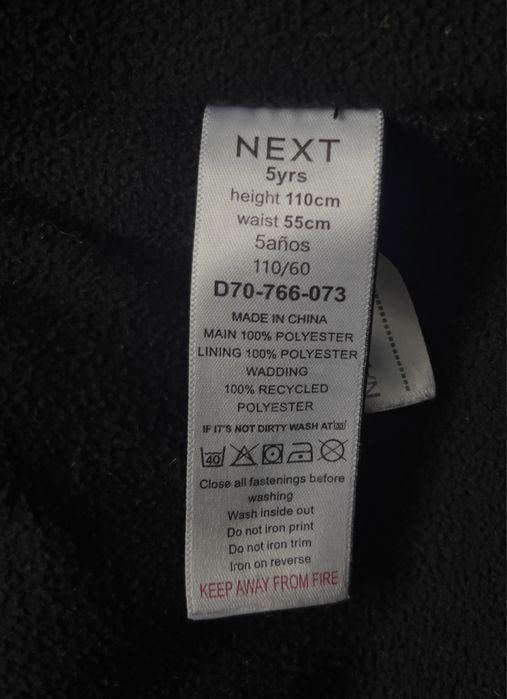 NEXT
5yrs
height 110cm
waist 55cm
5años
110/60
D70-766-073
MADE IN CHINA
MAIN 100% POLYESTER
LINING 100% POLYESTER
WADDING
100% RECYCLED
POLYESTER
IF IT'S NOT DIRTY WASH AT 30
40
Close all fastenings before
washing
Wash inside out
Do not iron print
Do not iron trim
Iron on reverse
KEEP AWAY FROM FIRE